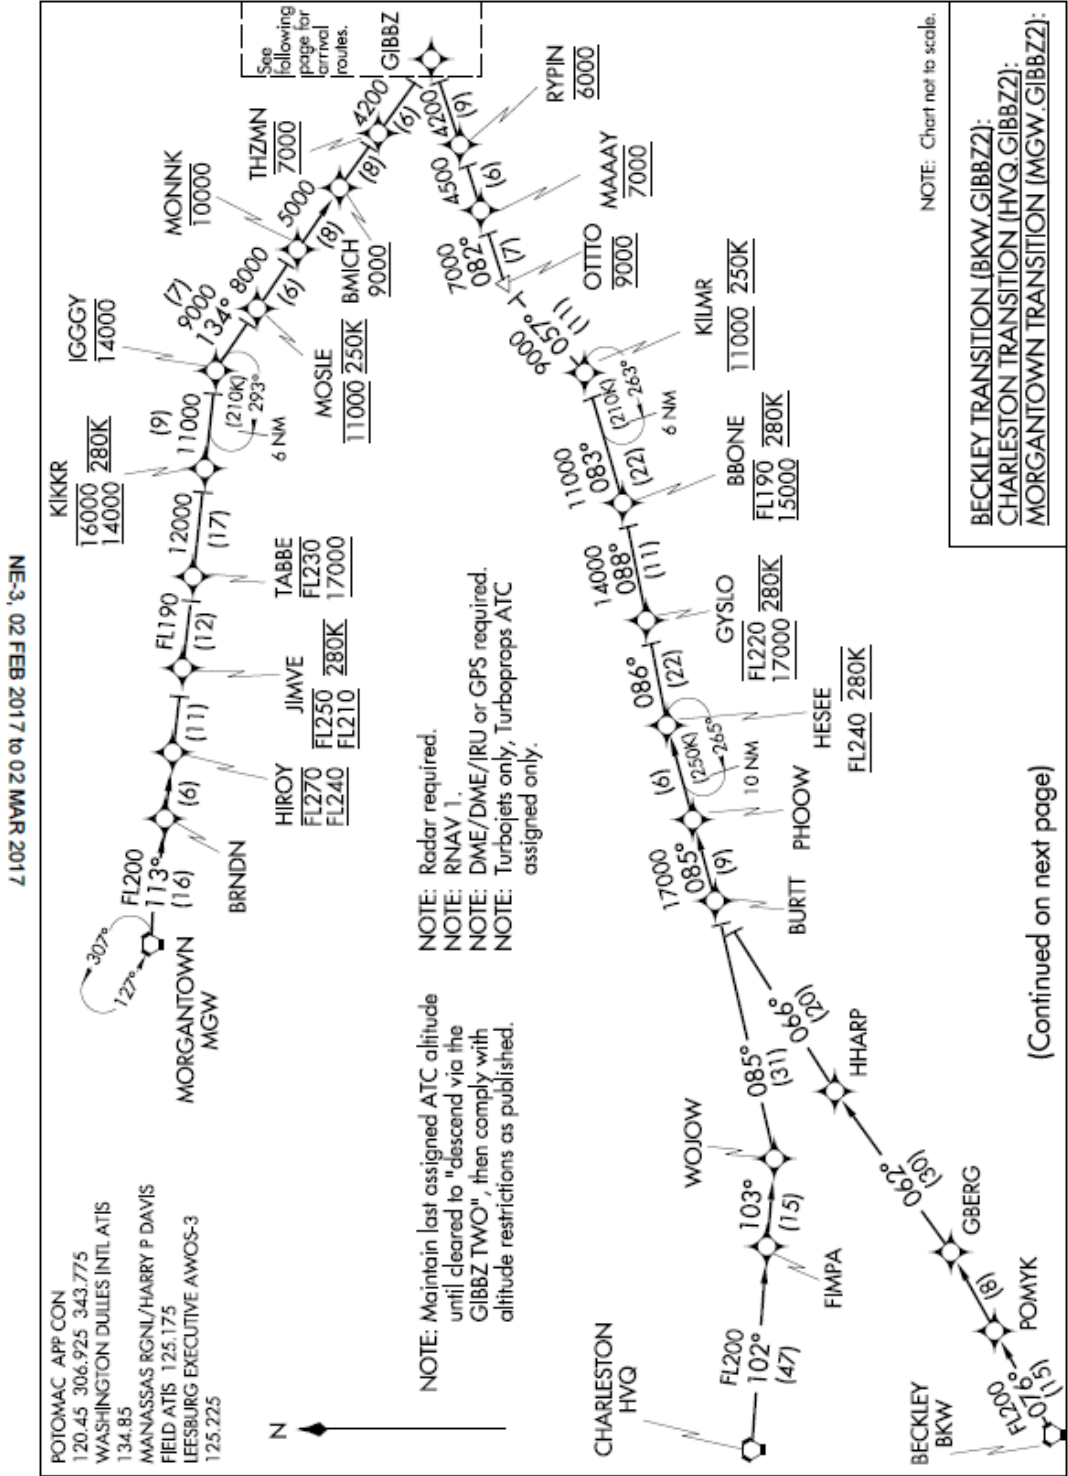 NE-3, 02 FEB 2017 to 02 MAR 2017
POTOMAC APP CON
120.45 306.925 343.775
WASHINGTON DULLES INTL ATIS
134.85
MANASSAS RGNL/HARRY P DAVIS
FIELD ATIS 125.175
LEESBURG EXECUTIVE AWOS-3
125.225
N
MORGANTOWN
MGW
307°
127°
FL200
113°
(16)
BRNDN
(6)
HIROY
FL270
FL240
(11)
JIMVE
FL250 280K
FL210
FL190
(12)
TABBE
FL230
17000
12000
(17)
KIKKR
16000 280K
14000
(9)
11000
IGGGY
14000
(210K)
293°
6 NM
(7)
9000
134°
MOSLE
11000 250K
8000
(6)
MONNK
10000
5000
(8)
BMICH
9000
(8)
THZMN
7000
4200
(6)
See
following
page for
arrival
routes.
GIBBZ
4200
(9)
RYPIN
6000
4500
(6)
MAAAY
7000
7000
082°
(7)
OTTTO
9000
9000
057°
(11)
KILMR
11000 250K
(210K)
263°
6 NM
11000
083°
(22)
BBONE
FL190 280K
15000
14000
088°
(11)
GYSLO
FL220 280K
17000
086°
(22)
HESEE
FL240 280K
(250K)
265°
10 NM
(6)
PHOOW
17000
085°
(9)
BURTT
085°
(31)
WOJOW
103°
(15)
FIMPA
FL200
102°
(47)
CHARLESTON
HVQ
066°
(20)
HHARP
062°
(30)
GBERG
(8)
POMYK
FL200
076°
(15)
BECKLEY
BKW
NOTE: Radar required.
NOTE: RNAV 1.
NOTE: DME/DME/IRU or GPS required.
NOTE: Turbojets only, Turboprops ATC
assigned only.
NOTE: Maintain last assigned ATC altitude
until cleared to "descend via the
GIBBZ TWO", then comply with
altitude restrictions as published.
NOTE: Chart not to scale.
BECKLEY TRANSITION (BKW.GIBBZ2):
CHARLESTON TRANSITION (HVQ.GIBBZ2):
MORGANTOWN TRANSITION (MGW.GIBBZ2):
(Continued on next page)